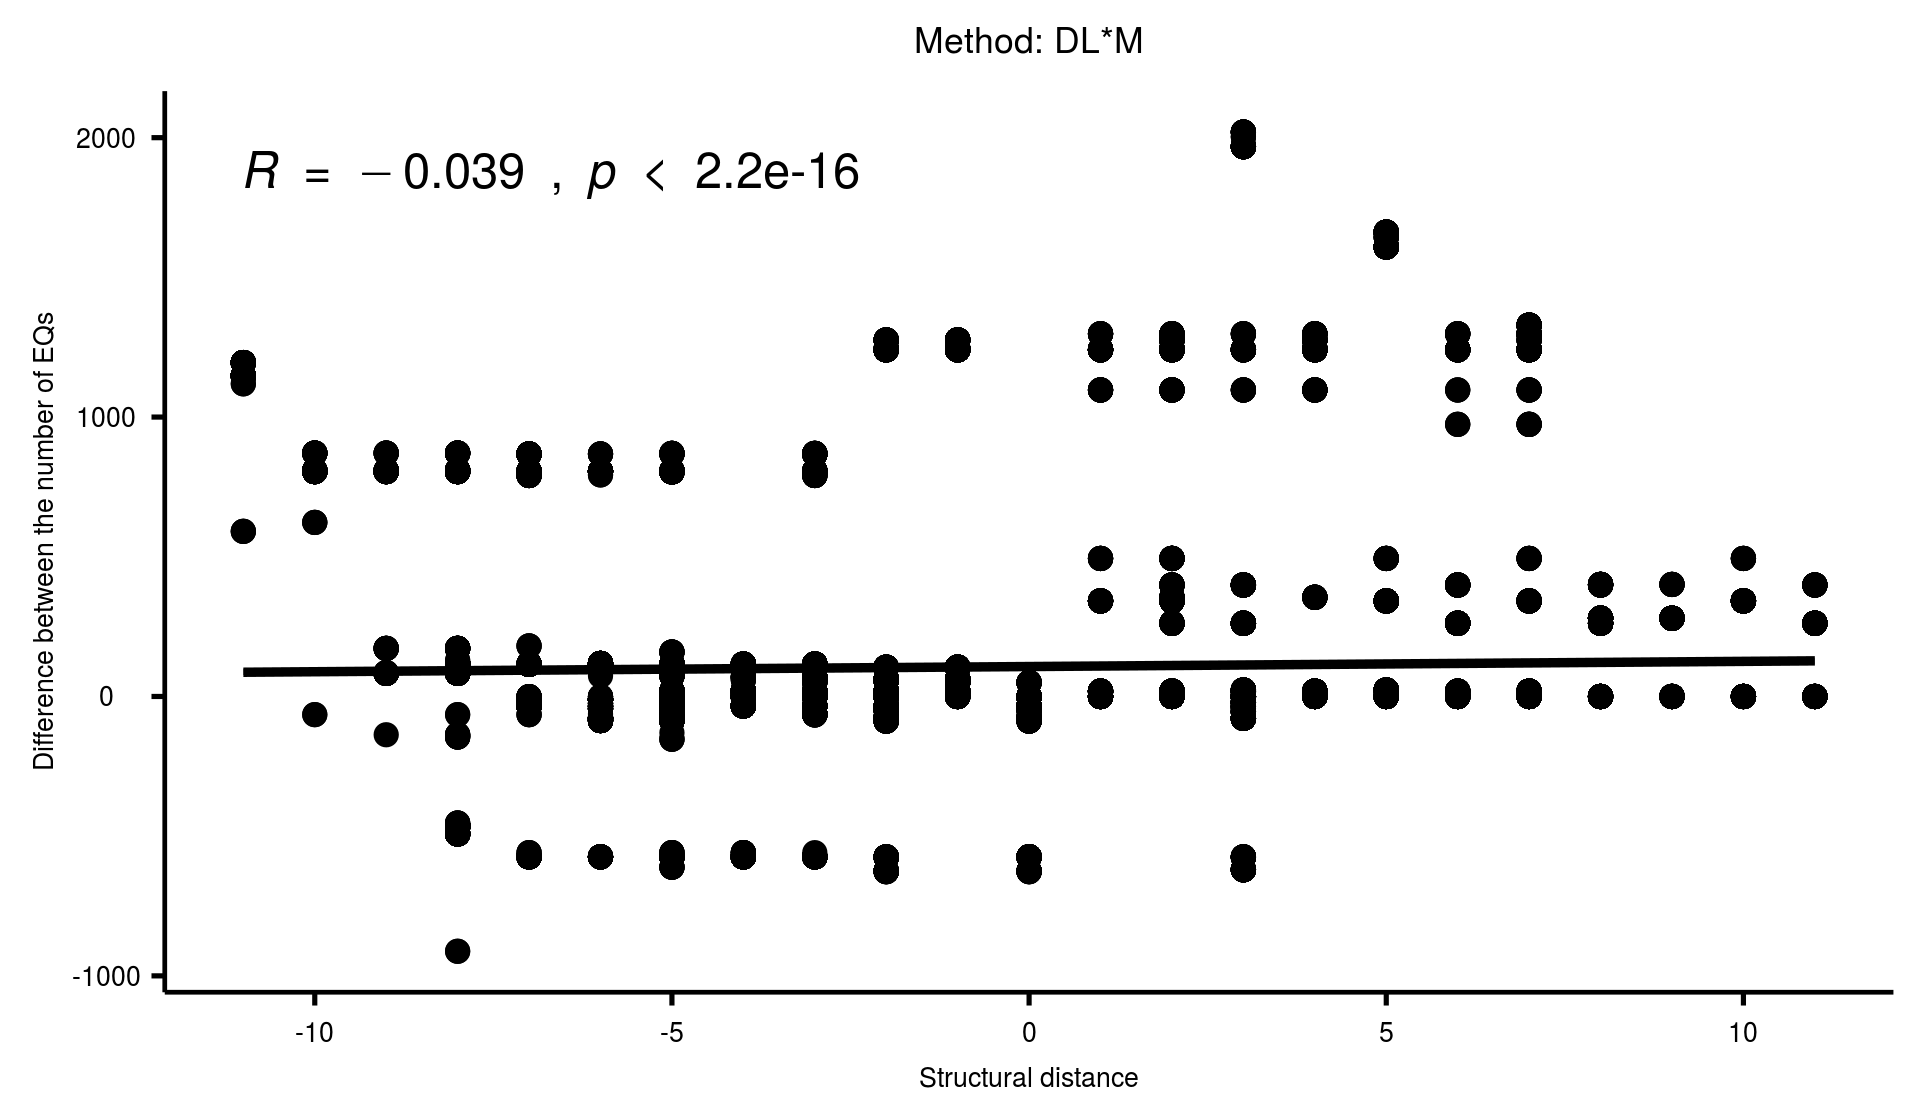 Method: DL*M
R = −0.039 , p < 2.2e-16
Difference between the number of EQs
2000
1000
0
-1000
-10 -5 0 5 10
Structural distance